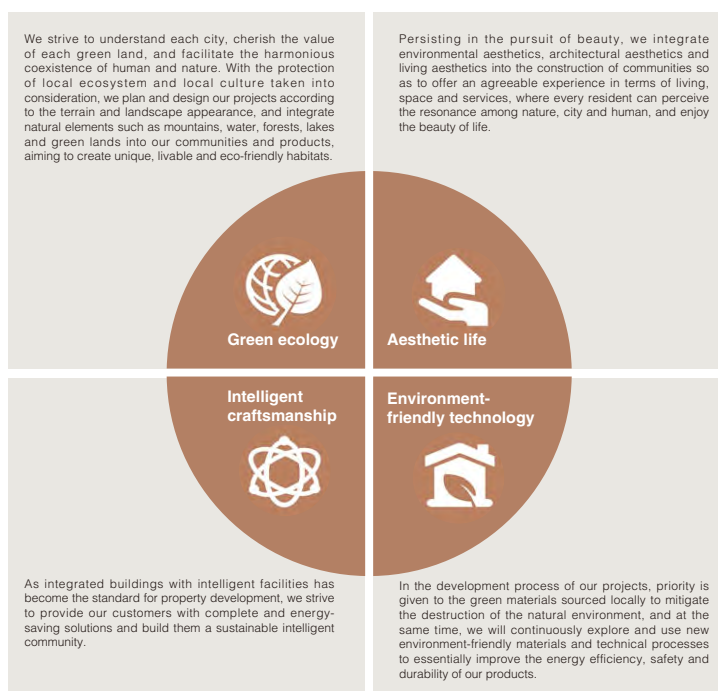 We strive to understand each city, cherish the value
of each green land, and facilitate the harmonious
coexistence of human and nature. With the protection
of local ecosystem and local culture taken into
consideration, we plan and design our projects according
to the terrain and landscape appearance, and integrate
natural elements such as mountains, water, forests, lakes
and green lands into our communities and products,
aiming to create unique, livable and eco-friendly habitats.
Persisting in the pursuit of beauty, we integrate
environmental aesthetics, architectural aesthetics and
living aesthetics into the construction of communities so
as to offer an agreeable experience in terms of living,
space and services, where every resident can perceive
the resonance among nature, city and human, and enjoy
the beauty of life.
Green ecology
Aesthetic life
Intelligent
craftsmanship
Environment-
friendly technology
As integrated buildings with intelligent facilities has
become the standard for property development, we strive
to provide our customers with complete and energy-
saving solutions and build them a sustainable intelligent
community.
In the development process of our projects, priority is
given to the green materials sourced locally to mitigate
the destruction of the natural environment, and at the
same time, we will continuously explore and use new
environment-friendly materials and technical processes
to essentially improve the energy efficiency, safety and
durability of our products.